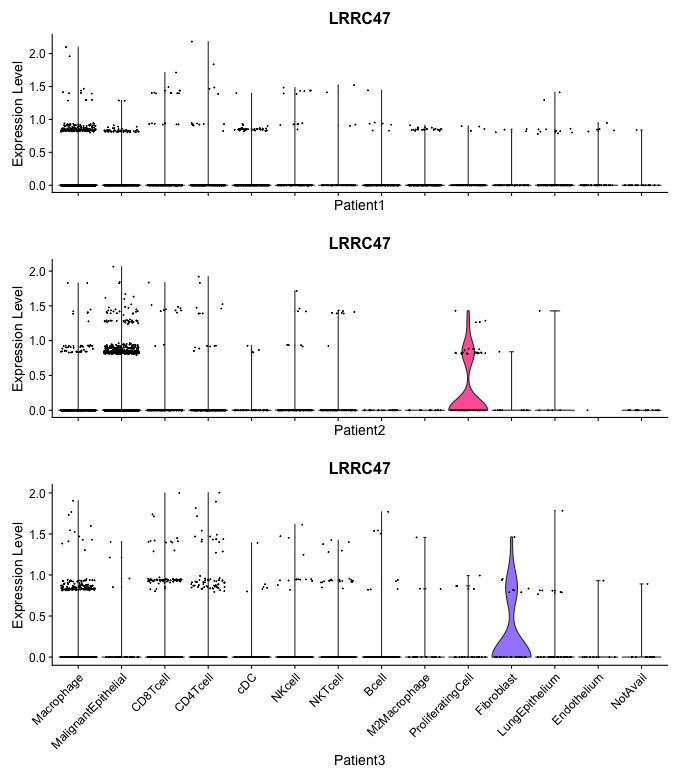 LRRC47
Expression Level
2.0
1.5
1.0
0.5
0.0
Patient1
LRRC47
Expression Level
2.0
1.5
1.0
0.5
0.0
Patient2
LRRC47
Expression Level
2.0
1.5
1.0
0.5
0.0
Macrophage
MalignantEpithelial
CD8Tcell
CD4Tcell
cDC
NKcell
NKTcell
Bcell
M2Macrophage
ProliferatingCell
Fibroblast
LungEpithelium
Endothelium
NotAvail
Patient3